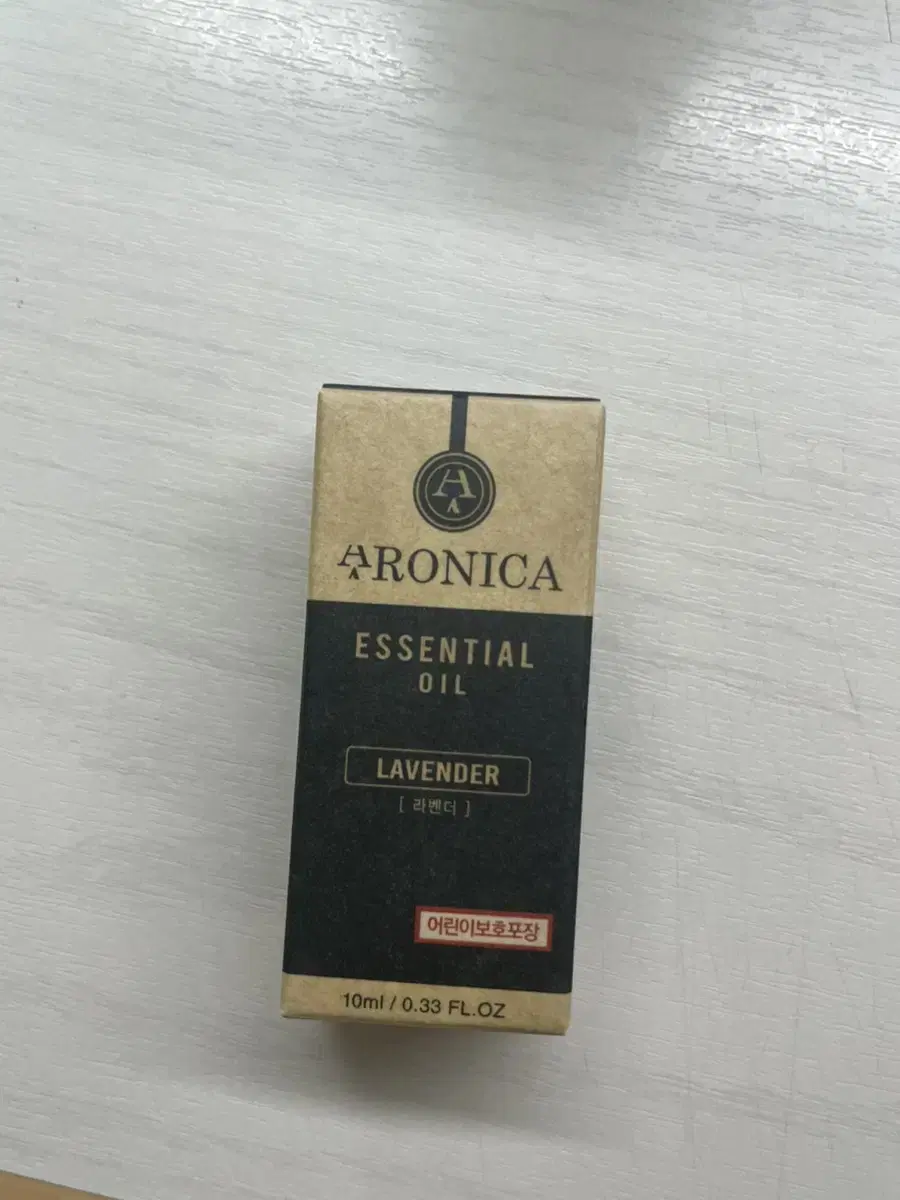 A
ARONICA
ESSENTIAL
OIL
LAVENDER
[ 라벤더 ]
어린이보호포장
10ml / 0.33 FL.OZ